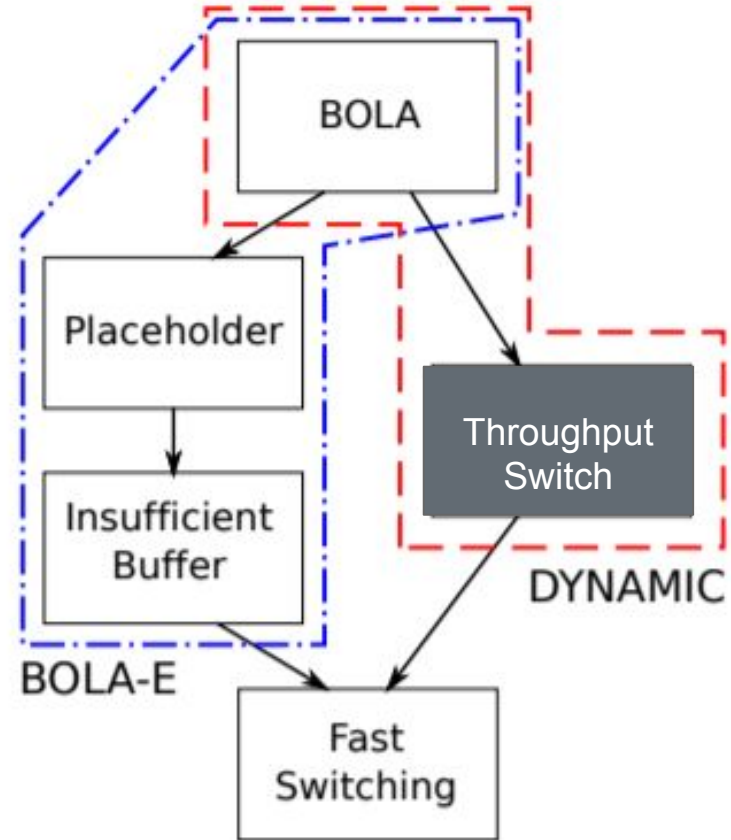 BOLA
Placeholder
Throughput
Switch
Insufficient
Buffer
DYNAMIC
BOLA-E
Fast
Switching